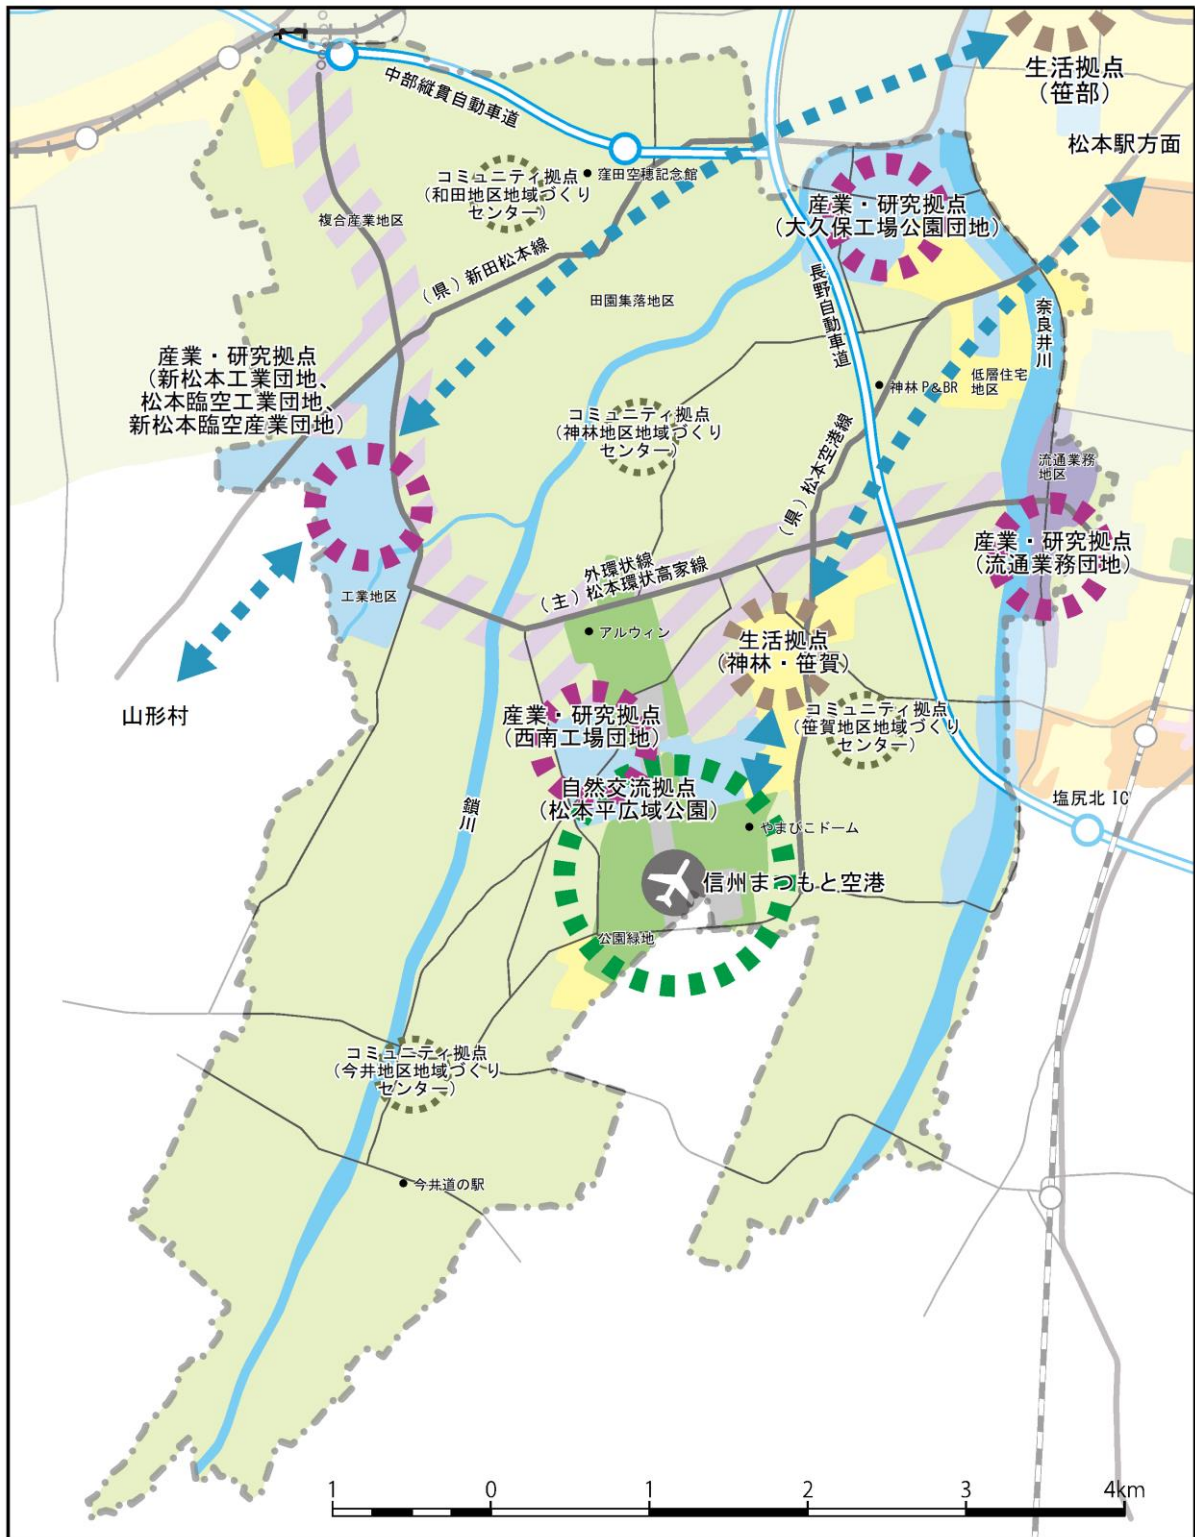 生活拠点
（笹部）
松本駅方面
中部縦貫自動車道
コミュニティ拠点
（和田地区地域づくり
センター）
窪田空穂記念館
複合産業地区
産業・研究拠点
（大久保工場公園団地）
（県）新田松本線
田園集落地区
長野自動車道
奈良井川
産業・研究拠点
（新松本工業団地、
松本臨空工業団地、
新松本臨空産業団地）
神林 P&BR
低層住宅
地区
コミュニティ拠点
（神林地区地域づくり
センター）
（県）松本空港線
流通業務
地区
産業・研究拠点
（流通業務団地）
外環状線
（主）松本環状高家線
工業地区
アルウィン
生活拠点
（神林・笹賀）
山形村
産業・研究拠点
（西南工場団地）
コミュニティ拠点
（笹賀地区地域づくり
センター）
自然交流拠点
（松本平広域公園）
鎖川
塩尻北 IC
やまびこドーム
信州まつもと空港
公園緑地
コミュニティ拠点
（今井地区地域づくり
センター）
今井道の駅
1 0 1 2 3 4km